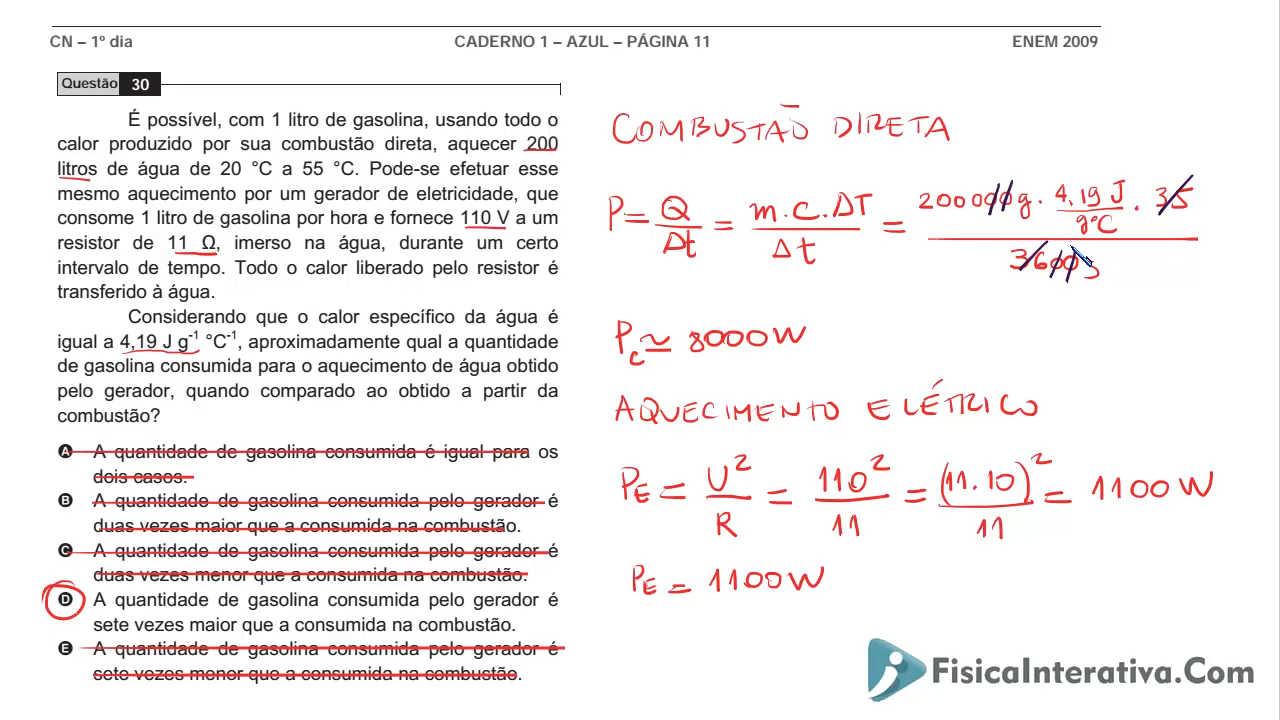 CN – 1º dia CADERNO 1 – AZUL – PÁGINA 11 ENEM 2009
Questão 30
É possível, com 1 litro de gasolina, usando todo o
calor produzido por sua combustão direta, aquecer 200
litros de água de 20 °C a 55 °C. Pode-se efetuar esse
mesmo aquecimento por um gerador de eletricidade, que
consome 1 litro de gasolina por hora e fornece 110 V a um
resistor de 11 Ω, imerso na água, durante um certo
intervalo de tempo. Todo o calor liberado pelo resistor é
transferido à água.
Considerando que o calor específico da água é
igual a 4,19 J g⁻¹ °C⁻¹, aproximadamente qual a quantidade
de gasolina consumida para o aquecimento de água obtido
pelo gerador, quando comparado ao obtido a partir da
combustão?
A A quantidade de gasolina consumida é igual para os
dois casos.
B A quantidade de gasolina consumida pelo gerador é
duas vezes maior que a consumida na combustão.
C A quantidade de gasolina consumida pelo gerador é
duas vezes menor que a consumida na combustão.
D A quantidade de gasolina consumida pelo gerador é
sete vezes maior que a consumida na combustão.
E A quantidade de gasolina consumida pelo gerador é
sete vezes menor que a consumida na combustão.
COMBUSTÃO DIRETA
P = Q/Δt = m.c.ΔT/Δt = 200000g . 4,19 J/g°C . 35 / 3600s
Pc ≃ 8000W
AQUECIMENTO ELÉTRICO
PE = U²/R = 110²/11 = (11.10)²/11 = 1100W
PE = 1100W
FisicaInterativa.Com